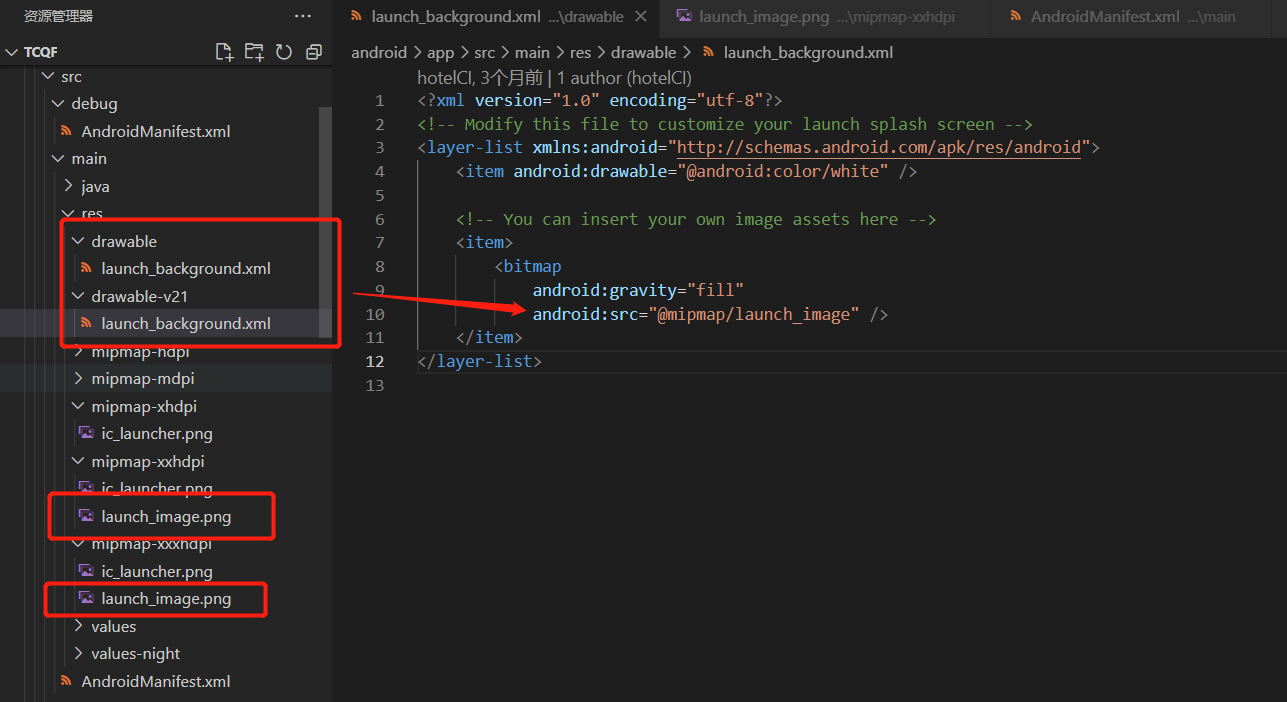 资源管理器
TCQF
src
debug
AndroidManifest.xml
main
java
res
drawable
launch_background.xml
drawable-v21
launch_background.xml
mipmap-hdpi
mipmap-mdpi
mipmap-xhdpi
ic_launcher.png
mipmap-xxhdpi
ic_launcher.png
launch_image.png
mipmap-xxxhdpi
ic_launcher.png
launch_image.png
values
values-night
AndroidManifest.xml
launch_background.xml ...\drawable
launch_image.png ...\mipmap-xxhdpi
AndroidManifest.xml ...\main
android > app > src > main > res > drawable > launch_background.xml
hotelCI, 3个月前 | 1 author (hotelCI)
1 <?xml version="1.0" encoding="utf-8"?>
2 <!-- Modify this file to customize your launch splash screen -->
3 <layer-list xmlns:android="http://schemas.android.com/apk/res/android">
4 <item android:drawable="@android:color/white" />
5
6 <!-- You can insert your own image assets here -->
7 <item>
8 <bitmap
9 android:gravity="fill"
10 android:src="@mipmap/launch_image" />
11 </item>
12 </layer-list>
13